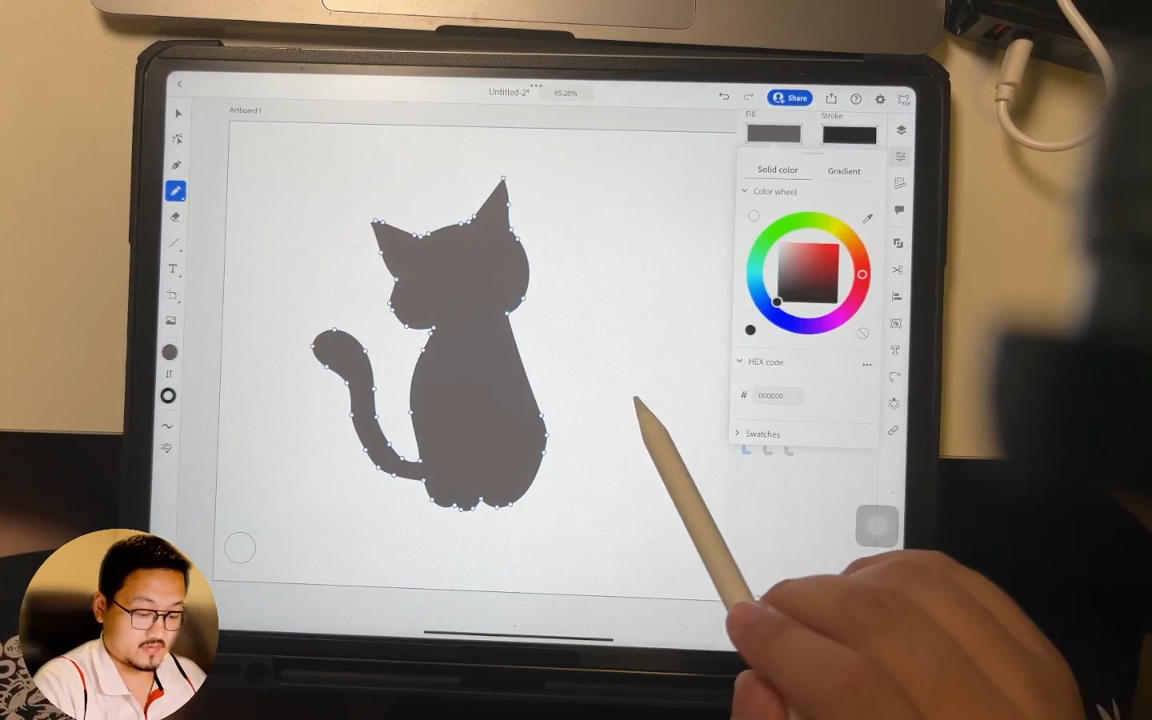 Untitled-2*
65.28%
Share
Artboard 1
Fill
Stroke
Solid color
Gradient
Color wheel
HEX code
#
000000
Swatches